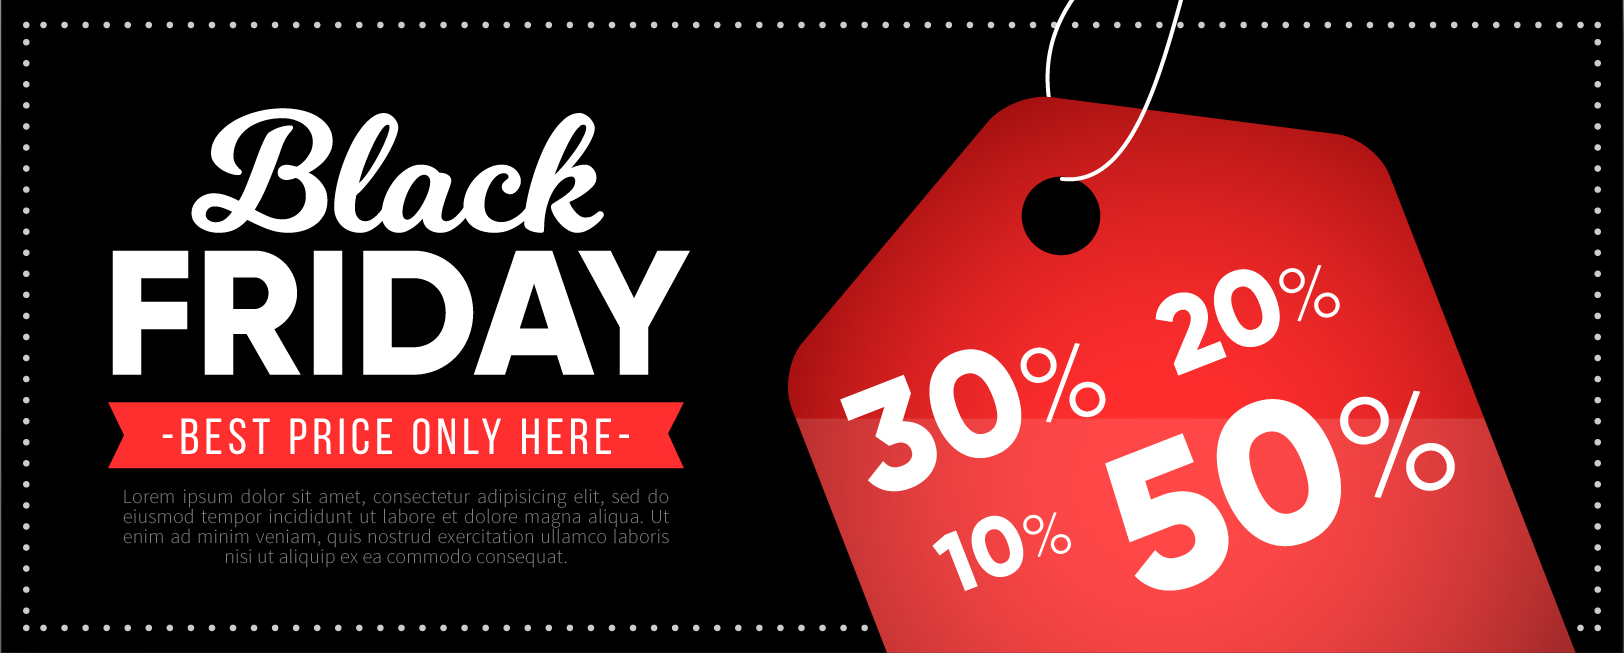 Black
FRIDAY
-BEST PRICE ONLY HERE-
Lorem ipsum dolor sit amet, consectetur adipisicing elit, sed do
eiusmod tempor incididunt ut labore et dolore magna aliqua. Ut
enim ad minim veniam, quis nostrud exercitation ullamco laboris
nisi ut aliquip ex ea commodo consequat.
20%
30%
50%
10%